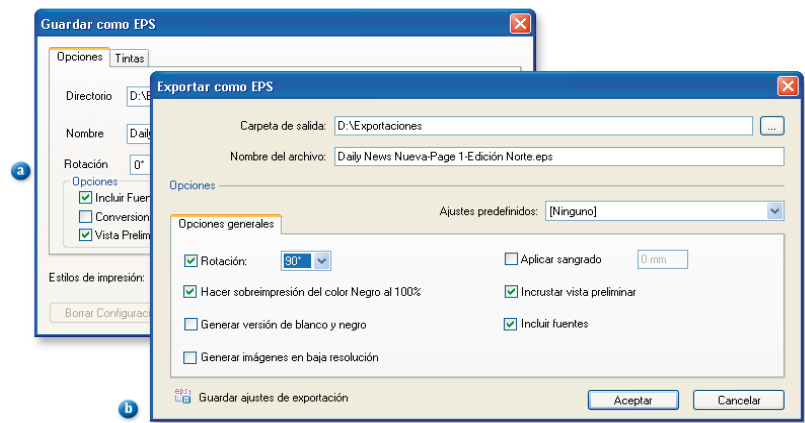 Guardar como EPS
Opciones Tintas
Directorio D:\E
Nombre Daily
Rotación 0°
Opciones
Incluir Fuen
Conversion
Vista Prelim
Estilos de impresión:
Borrar Configurac
a
Exportar como EPS
Carpeta de salida: D:\Exportaciones ...
Nombre del archivo: Daily News Nueva-Page 1-Edición Norte.eps
Opciones
Ajustes predefinidos: [Ninguno]
Opciones generales
Rotación: 90° Aplicar sangrado 0 mm
Hacer sobreimpresión del color Negro al 100% Incrustar vista preliminar
Generar versión de blanco y negro Incluir fuentes
Generar imágenes en baja resolución
eps Guardar ajustes de exportación Aceptar Cancelar
b